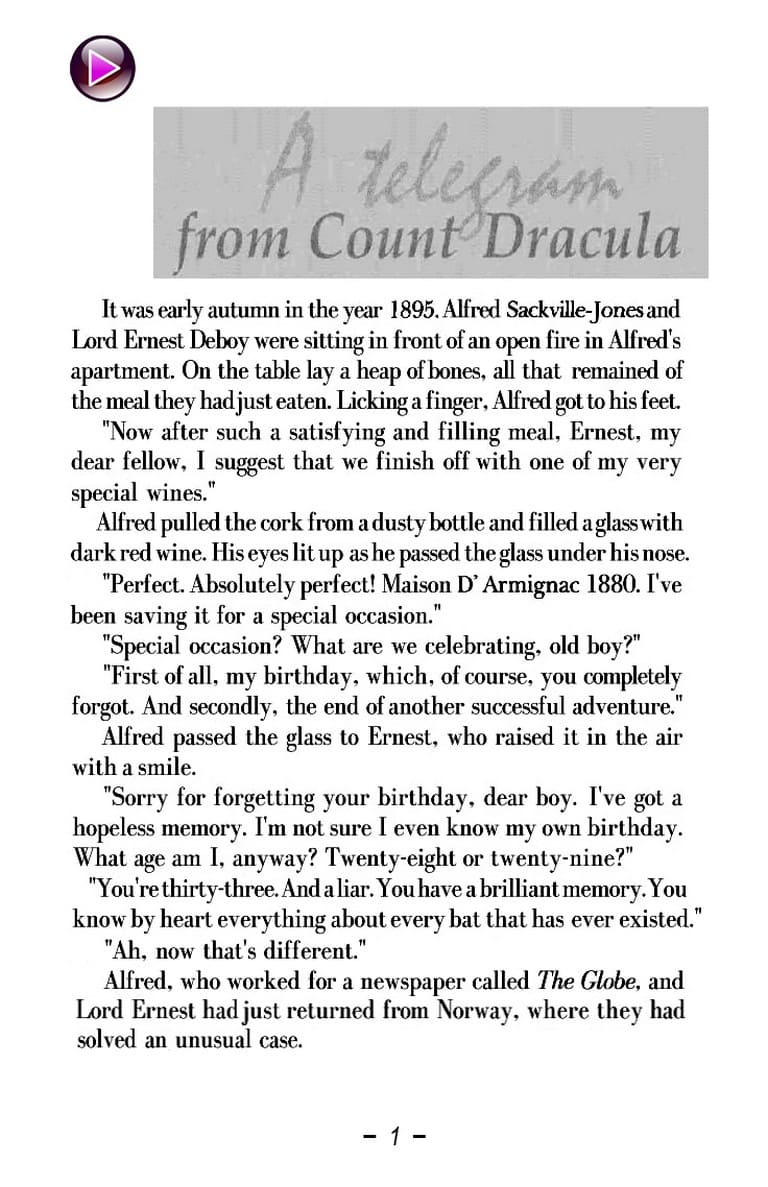 A telegram
from Count Dracula
It was early autumn in the year 1895. Alfred Sackville-Jones and
Lord Ernest Deboy were sitting in front of an open fire in Alfred's
apartment. On the table lay a heap of bones, all that remained of
the meal they had just eaten. Licking a finger, Alfred got to his feet.
"Now after such a satisfying and filling meal, Ernest, my
dear fellow, I suggest that we finish off with one of my very
special wines."
Alfred pulled the cork from a dusty bottle and filled a glass with
dark red wine. His eyes lit up as he passed the glass under his nose.
"Perfect. Absolutely perfect! Maison D’ Armignac 1880. I've
been saving it for a special occasion."
"Special occasion? What are we celebrating, old boy?"
"First of all, my birthday, which, of course, you completely
forgot. And secondly, the end of another successful adventure."
Alfred passed the glass to Ernest, who raised it in the air
with a smile.
"Sorry for forgetting your birthday, dear boy. I've got a
hopeless memory. I'm not sure I even know my own birthday.
What age am I, anyway? Twenty-eight or twenty-nine?"
"You're thirty-three. And a liar. You have a brilliant memory. You
know by heart everything about every bat that has ever existed."
"Ah, now that's different."
Alfred, who worked for a newspaper called The Globe, and
Lord Ernest had just returned from Norway, where they had
solved an unusual case.
- 1 -